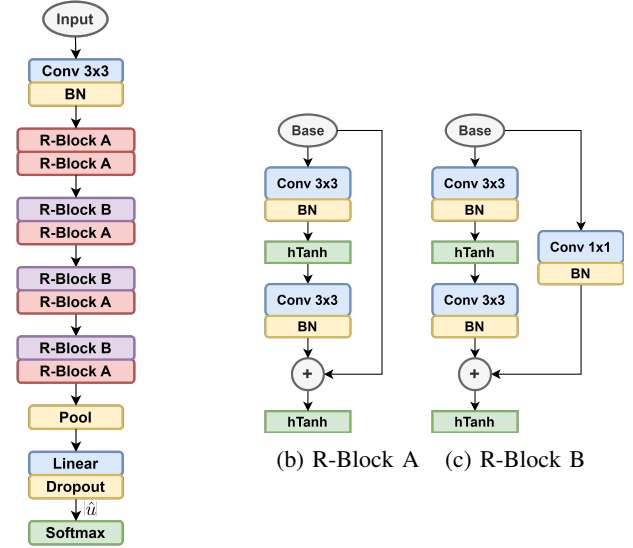 Input
Conv 3x3
BN
R-Block A
R-Block A
R-Block B
R-Block A
R-Block B
R-Block A
R-Block B
R-Block A
Pool
Linear
Dropout
|û|
Softmax
Base
Conv 3x3
BN
hTanh
Conv 3x3
BN
+
hTanh
(b) R-Block A
Base
Conv 3x3
BN
hTanh
Conv 3x3
BN
Conv 1x1
BN
+
hTanh
(c) R-Block B